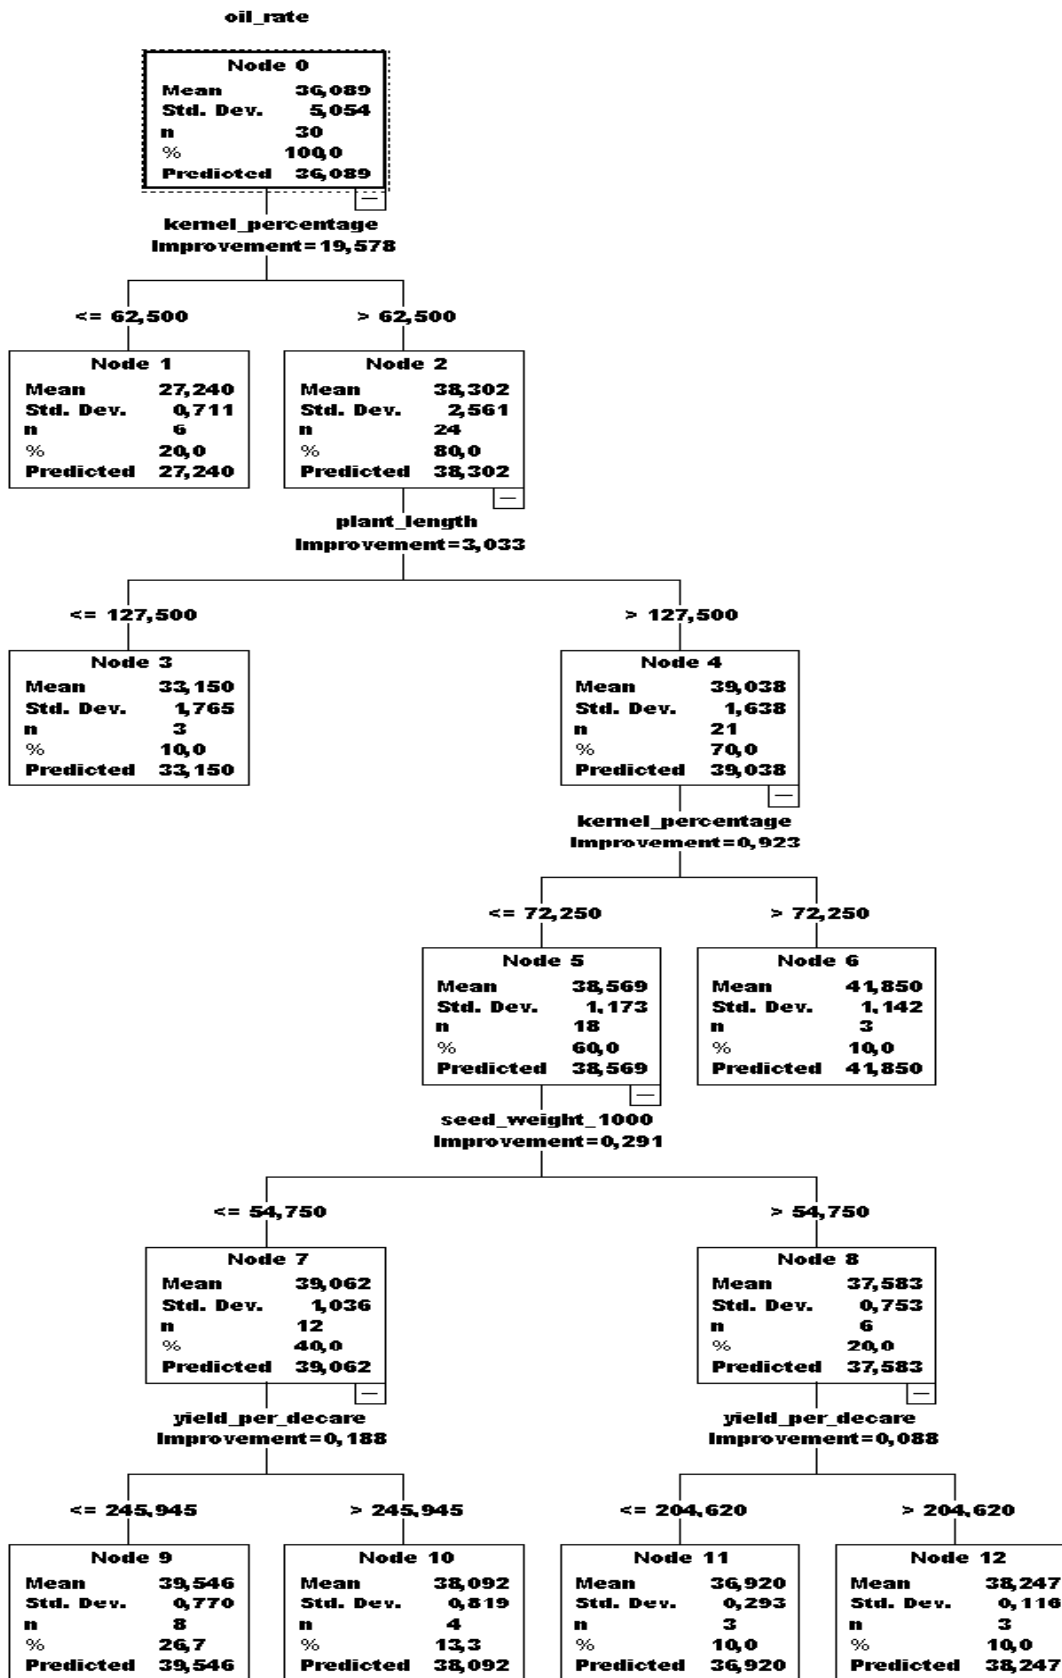 oil_rate
Node 0
Mean 36,089
Std. Dev. 5,054
n 30
% 100,0
Predicted 36,089
kernel_percentage
Improvement=19,578
<= 62,500
> 62,500
Node 1
Mean 27,240
Std. Dev. 0,711
n 6
% 20,0
Predicted 27,240
Node 2
Mean 38,302
Std. Dev. 2,561
n 24
% 80,0
Predicted 38,302
plant_length
Improvement=3,033
<= 127,500
> 127,500
Node 3
Mean 33,150
Std. Dev. 1,765
n 3
% 10,0
Predicted 33,150
Node 4
Mean 39,038
Std. Dev. 1,638
n 21
% 70,0
Predicted 39,038
kernel_percentage
Improvement=0,923
<= 72,250
> 72,250
Node 5
Mean 38,569
Std. Dev. 1,173
n 18
% 60,0
Predicted 38,569
Node 6
Mean 41,850
Std. Dev. 1,142
n 3
% 10,0
Predicted 41,850
seed_weight_1000
Improvement=0,291
<= 54,750
> 54,750
Node 7
Mean 39,062
Std. Dev. 1,036
n 12
% 40,0
Predicted 39,062
Node 8
Mean 37,583
Std. Dev. 0,753
n 6
% 20,0
Predicted 37,583
yield_per_decare
Improvement=0,188
yield_per_decare
Improvement=0,088
<= 245,945
> 245,945
<= 204,620
> 204,620
Node 9
Mean 39,546
Std. Dev. 0,770
n 8
% 26,7
Predicted 39,546
Node 10
Mean 38,092
Std. Dev. 0,819
n 4
% 13,3
Predicted 38,092
Node 11
Mean 36,920
Std. Dev. 0,293
n 3
% 10,0
Predicted 36,920
Node 12
Mean 38,247
Std. Dev. 0,116
n 3
% 10,0
Predicted 38,247